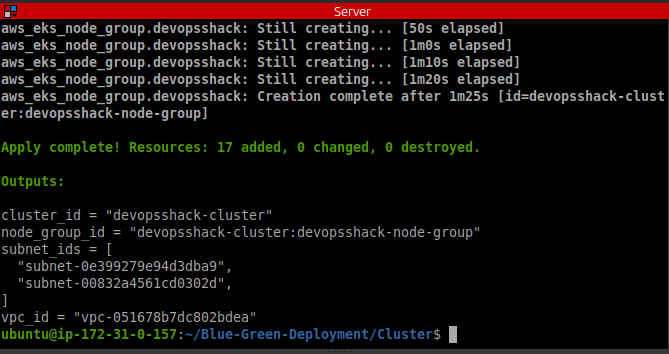 Server
aws_eks_node_group.devopsshack: Still creating... [50s elapsed]
aws_eks_node_group.devopsshack: Still creating... [1m0s elapsed]
aws_eks_node_group.devopsshack: Still creating... [1m10s elapsed]
aws_eks_node_group.devopsshack: Still creating... [1m20s elapsed]
aws_eks_node_group.devopsshack: Creation complete after 1m25s [id=devopsshack-clust
er:devopsshack-node-group]
Apply complete! Resources: 17 added, 0 changed, 0 destroyed.
Outputs:
cluster_id = "devopsshack-cluster"
node_group_id = "devopsshack-cluster:devopsshack-node-group"
subnet_ids = [
  "subnet-0e399279e94d3dba9",
  "subnet-00832a4561cd0302d",
]
vpc_id = "vpc-051678b7dc802bdea"
ubuntu@ip-172-31-0-157:~/Blue-Green-Deployment/Cluster$